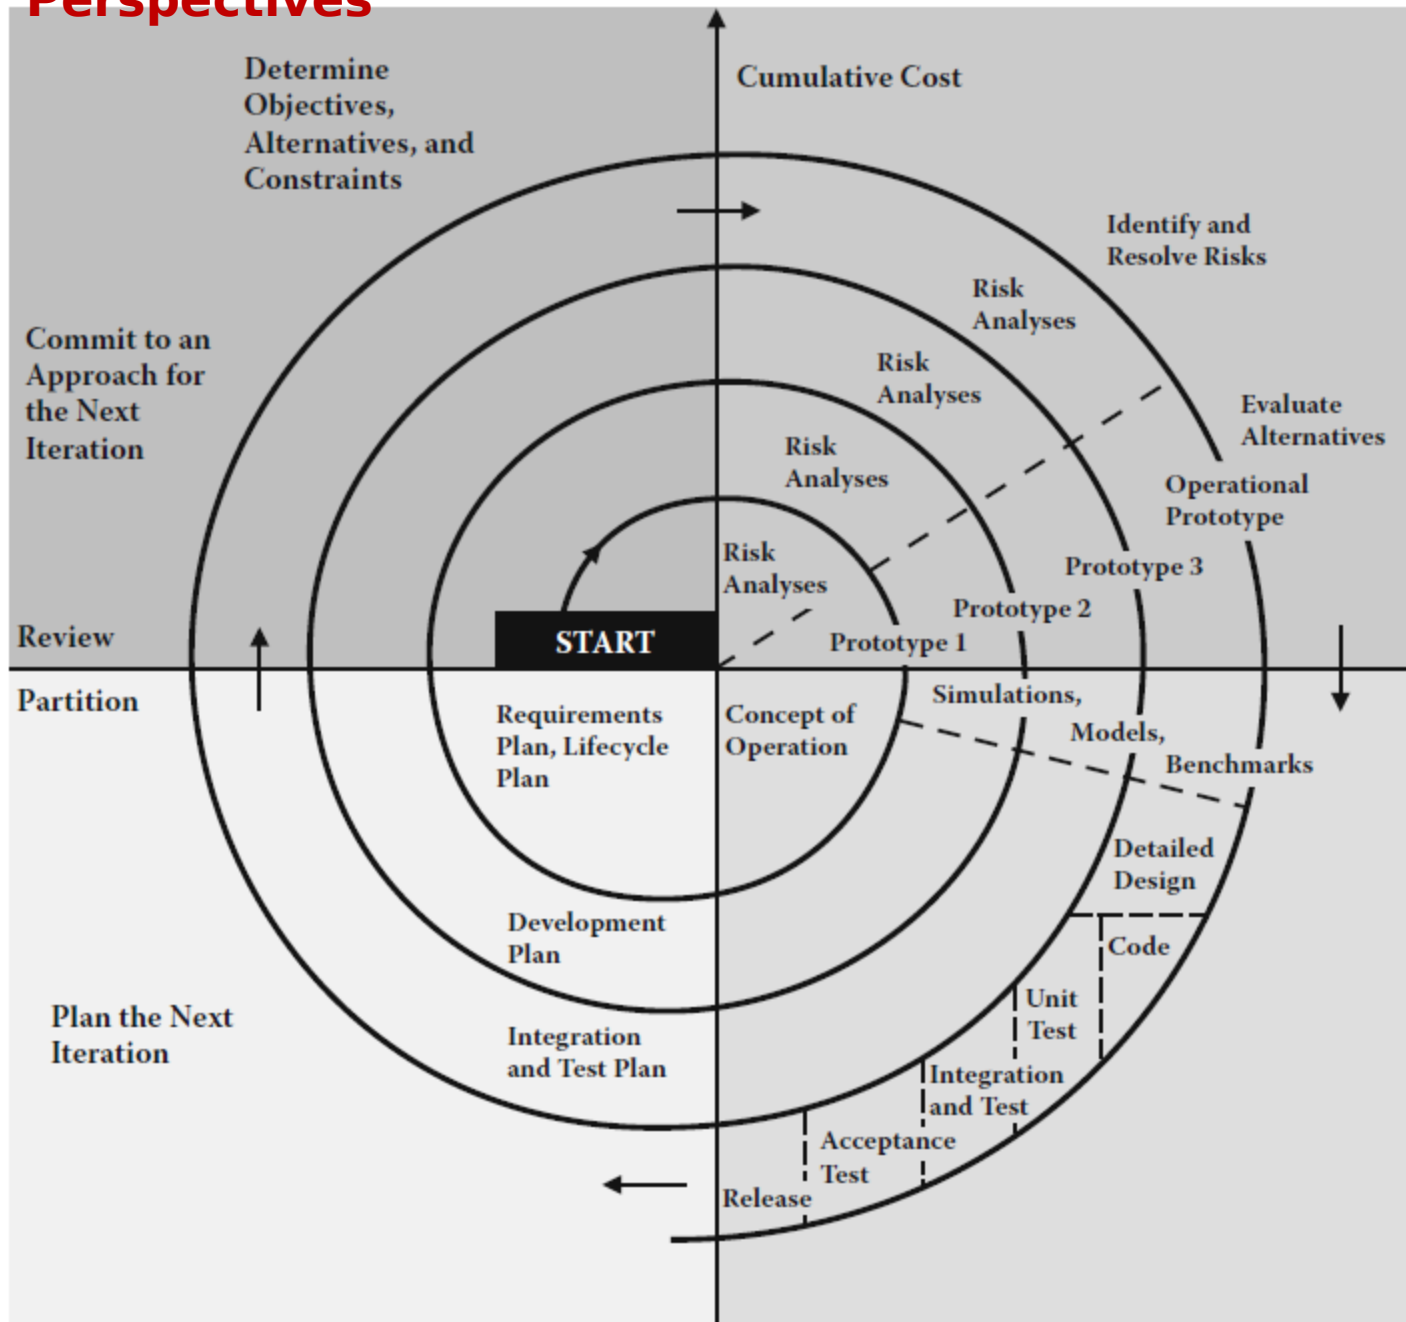 Perspectives
Determine
Objectives,
Alternatives, and
Constraints
Cumulative Cost
Identify and
Resolve Risks
Commit to an
Approach for
the Next
Iteration
Risk
Analyses
Risk
Analyses
Risk
Analyses
Risk
Analyses
Evaluate
Alternatives
Operational
Prototype
Prototype 3
Prototype 2
Prototype 1
START
Review
Partition
Requirements
Plan, Lifecycle
Plan
Concept of
Operation
Simulations,
Models,
Benchmarks
Detailed
Design
Code
Unit
Test
Integration
and Test
Acceptance
Test
Release
Development
Plan
Integration
and Test Plan
Plan the Next
Iteration